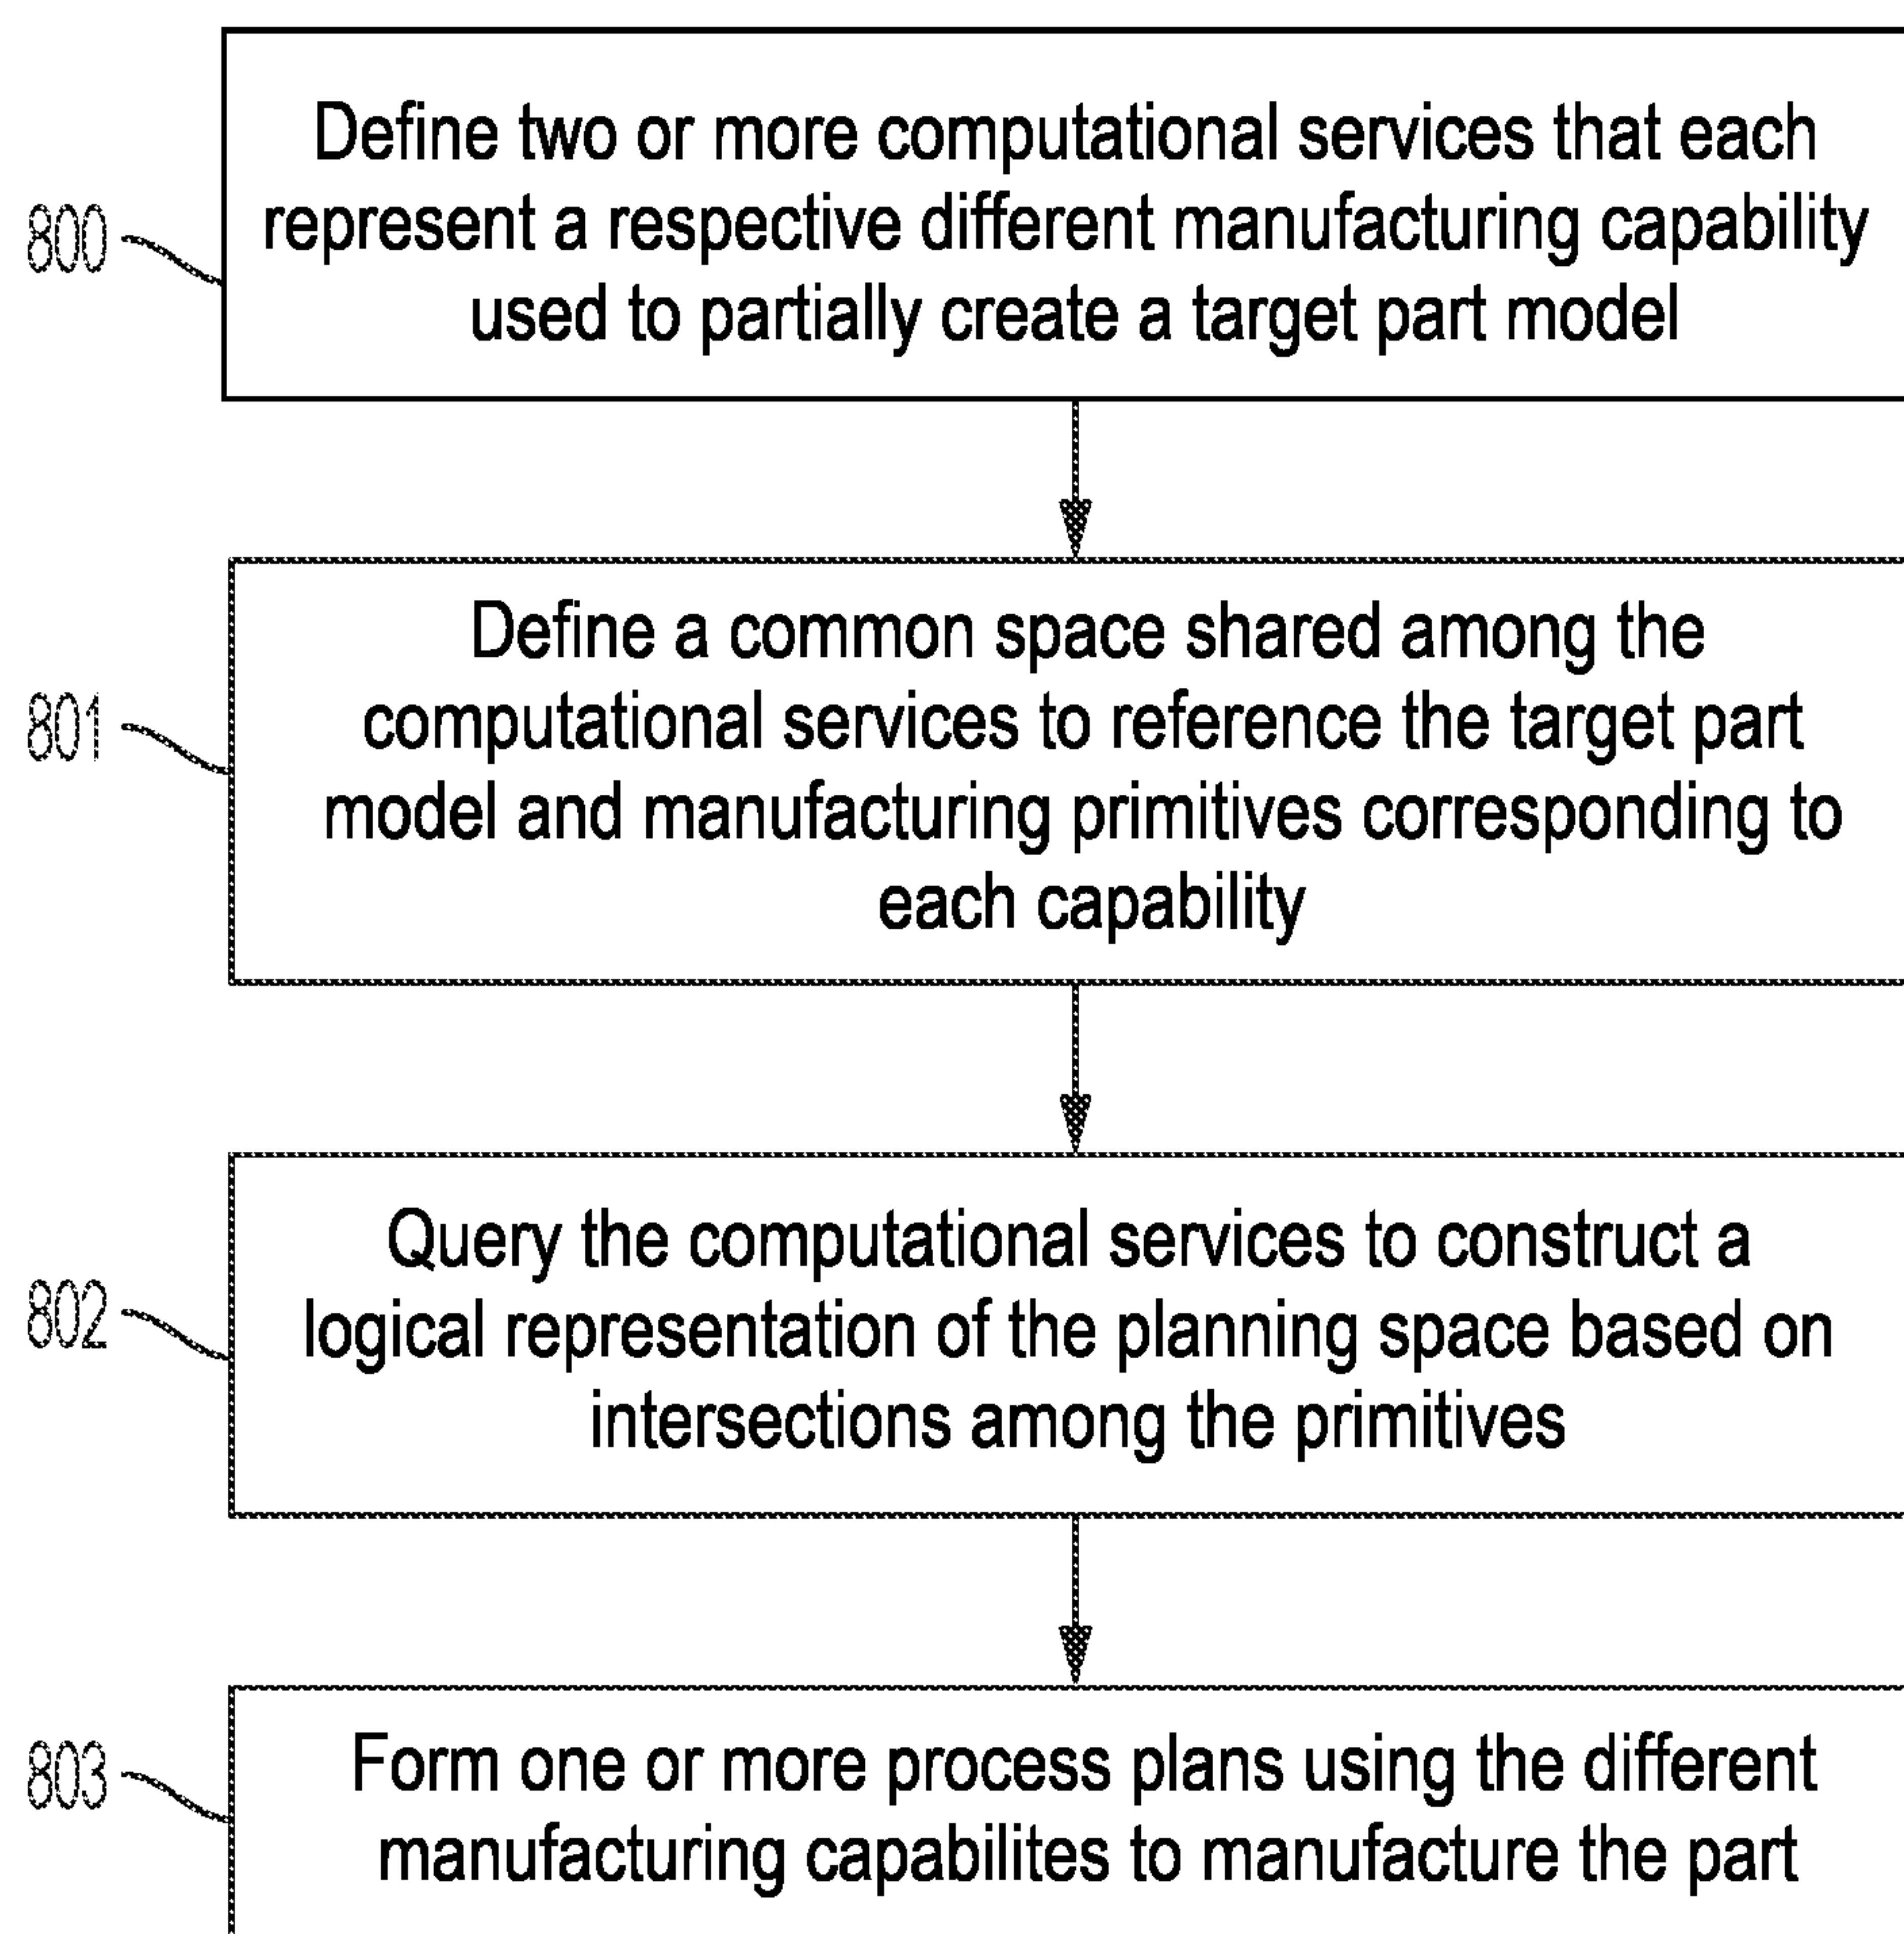 800
Define two or more computational services that each
represent a respective different manufacturing capability
used to partially create a target part model
801
Define a common space shared among the
computational services to reference the target part
model and manufacturing primitives corresponding to
each capability
802
Query the computational services to construct a
logical representation of the planning space based on
intersections among the primitives
803
Form one or more process plans using the different
manufacturing capabilites to manufacture the part